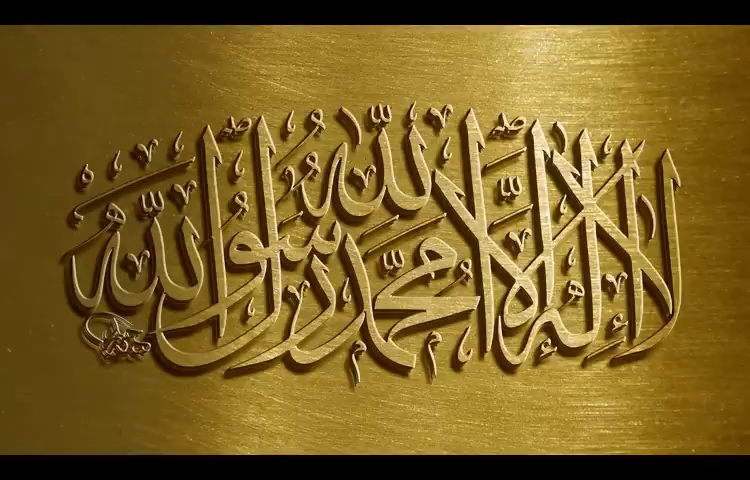 لا إله إلا الله محمد رسول الله